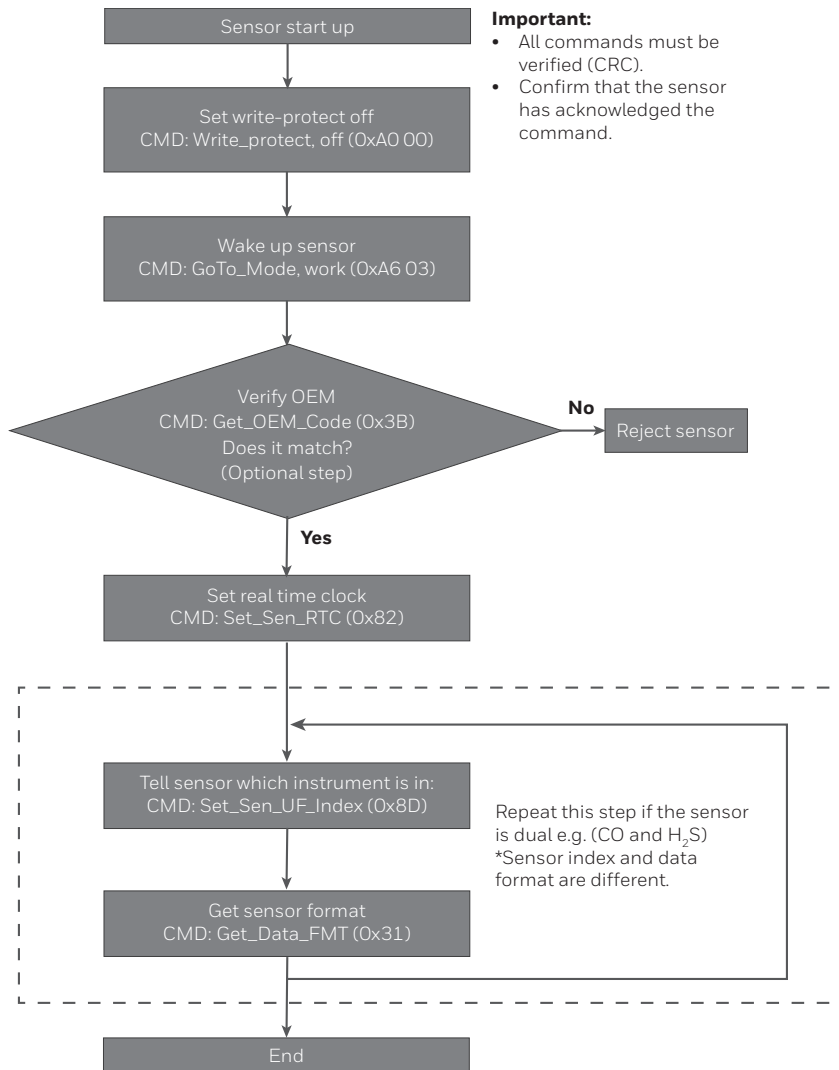 Sensor start up
Important:
• All commands must be
verified (CRC).
• Confirm that the sensor
has acknowledged the
command.
Set write-protect off
CMD: Write_protect, off (0xA0 00)
Wake up sensor
CMD: GoTo_Mode, work (0xA6 03)
Verify OEM
CMD: Get_OEM_Code (0x3B)
Does it match?
(Optional step)
No
Reject sensor
Yes
Set real time clock
CMD: Set_Sen_RTC (0x82)
Tell sensor which instrument is in:
CMD: Set_Sen_UF_Index (0x8D)
Repeat this step if the sensor
is dual e.g. (CO and H₂S)
*Sensor index and data
format are different.
Get sensor format
CMD: Get_Data_FMT (0x31)
End